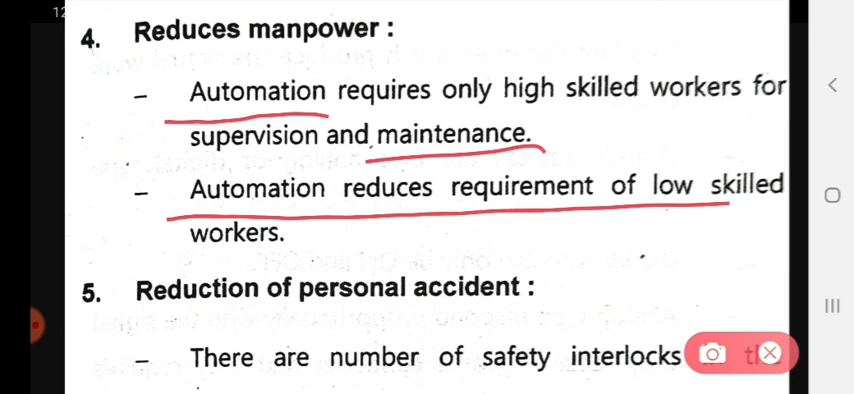 12
4. Reduces manpower :
– Automation requires only high skilled workers for
supervision and maintenance.
– Automation reduces requirement of low skilled
workers.
5. Reduction of personal accident :
– There are number of safety interlocks